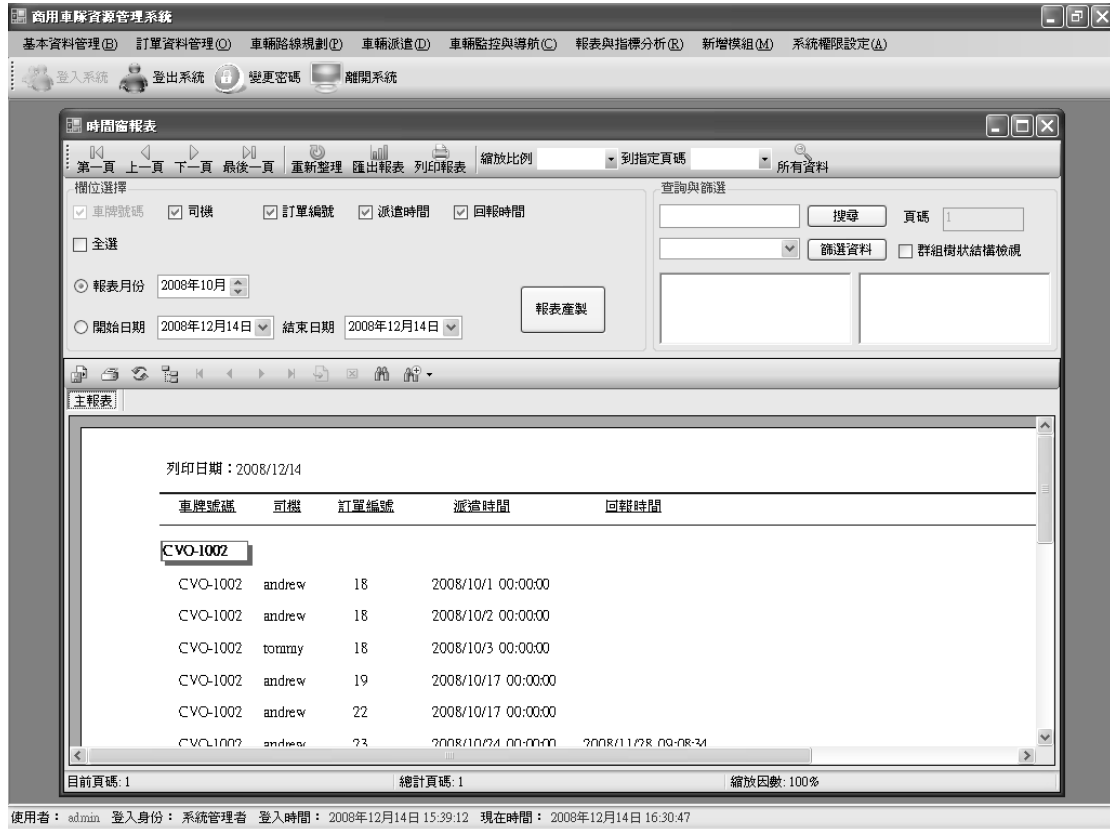 商用車隊資源管理系統
基本資料管理(B) 訂單資料管理(O) 車輛路線規劃(P) 車輛派遣(D) 車輛監控與導航(C) 報表與指標分析(R) 新增模組(M) 系統權限設定(A)
登入系統 登出系統 變更密碼 離開系統
時間窗報表
第一頁 上一頁 下一頁 最後一頁 重新整理 匯出報表 列印報表 縮放比例 到指定頁碼 所有資料
欄位選擇 查詢與篩選
車牌號碼 司機 訂單編號 派遣時間 回報時間 搜尋 頁碼 1
全選 篩選資料 群組樹狀結構檢視
報表月份 2008年10月
報表產製
開始日期 2008年12月14日 結束日期 2008年12月14日
主報表
列印日期：2008/12/14
車牌號碼 司機 訂單編號 派遣時間 回報時間
CVO-1002
CVO-1002 andrew 18 2008/10/1 00:00:00
CVO-1002 andrew 18 2008/10/2 00:00:00
CVO-1002 tommy 18 2008/10/3 00:00:00
CVO-1002 andrew 19 2008/10/17 00:00:00
CVO-1002 andrew 22 2008/10/17 00:00:00
CVO-1002 andrew 23 2008/10/24 00:00:00 2008/11/28 09:08:34
目前頁碼: 1 總計頁碼: 1 縮放因數: 100%
使用者： admin 登入身份： 系統管理者 登入時間： 2008年12月14日 15:39:12 現在時間： 2008年12月14日 16:30:47